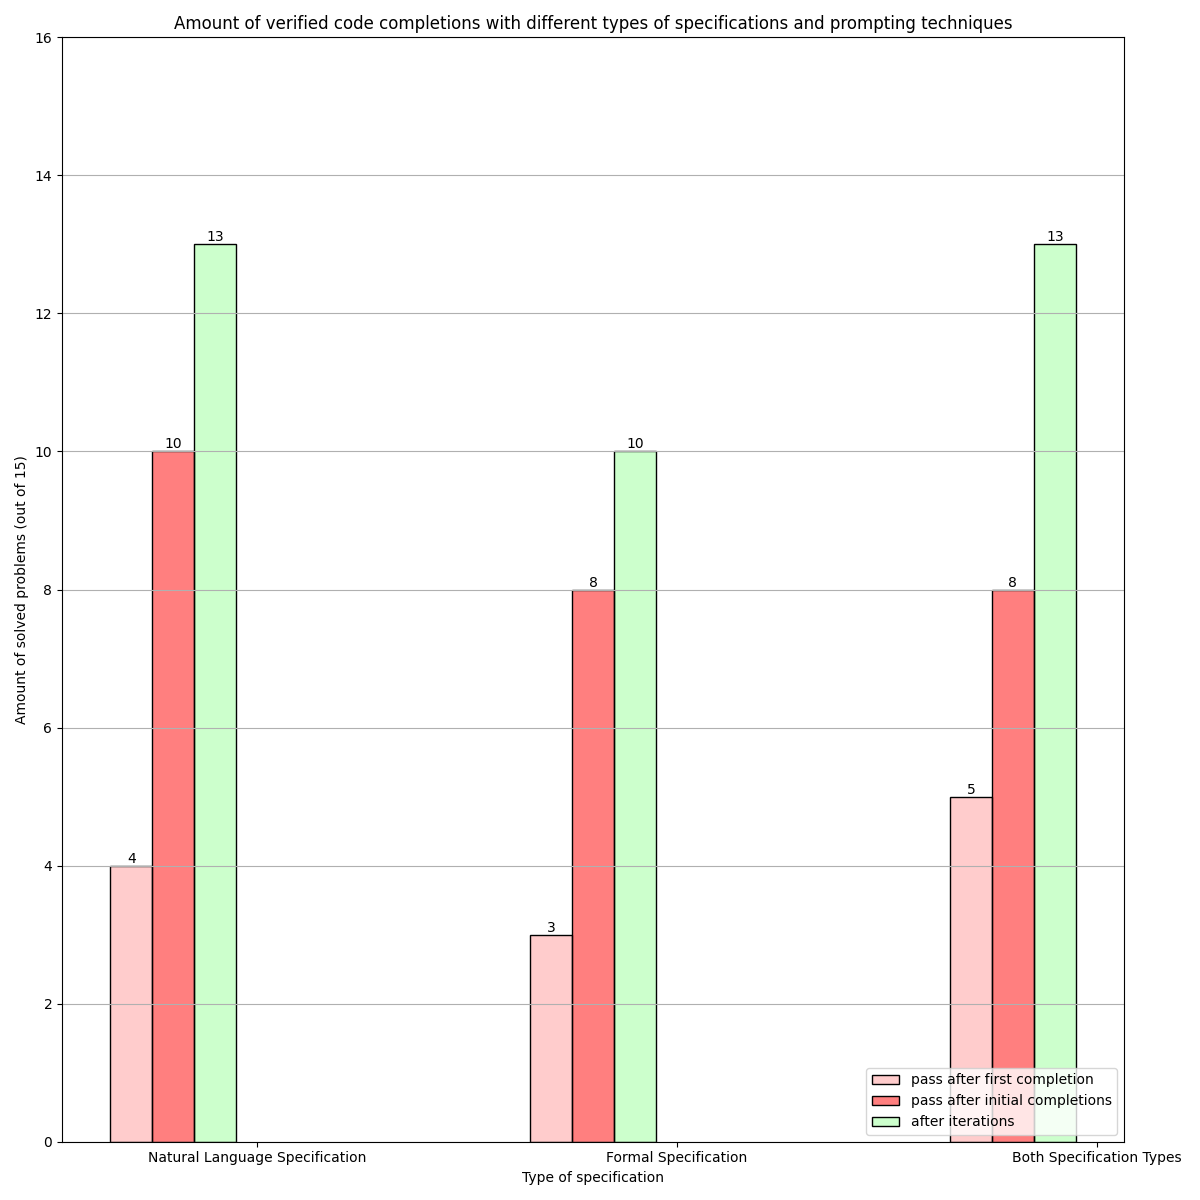 Amount of verified code completions with different types of specifications and prompting techniques
16
14
12
10
8
6
4
2
0
Amount of solved problems (out of 15)
4
10
13
3
8
10
5
8
13
pass after first completion
pass after initial completions
after iterations
Natural Language Specification
Formal Specification
Both Specification Types
Type of specification